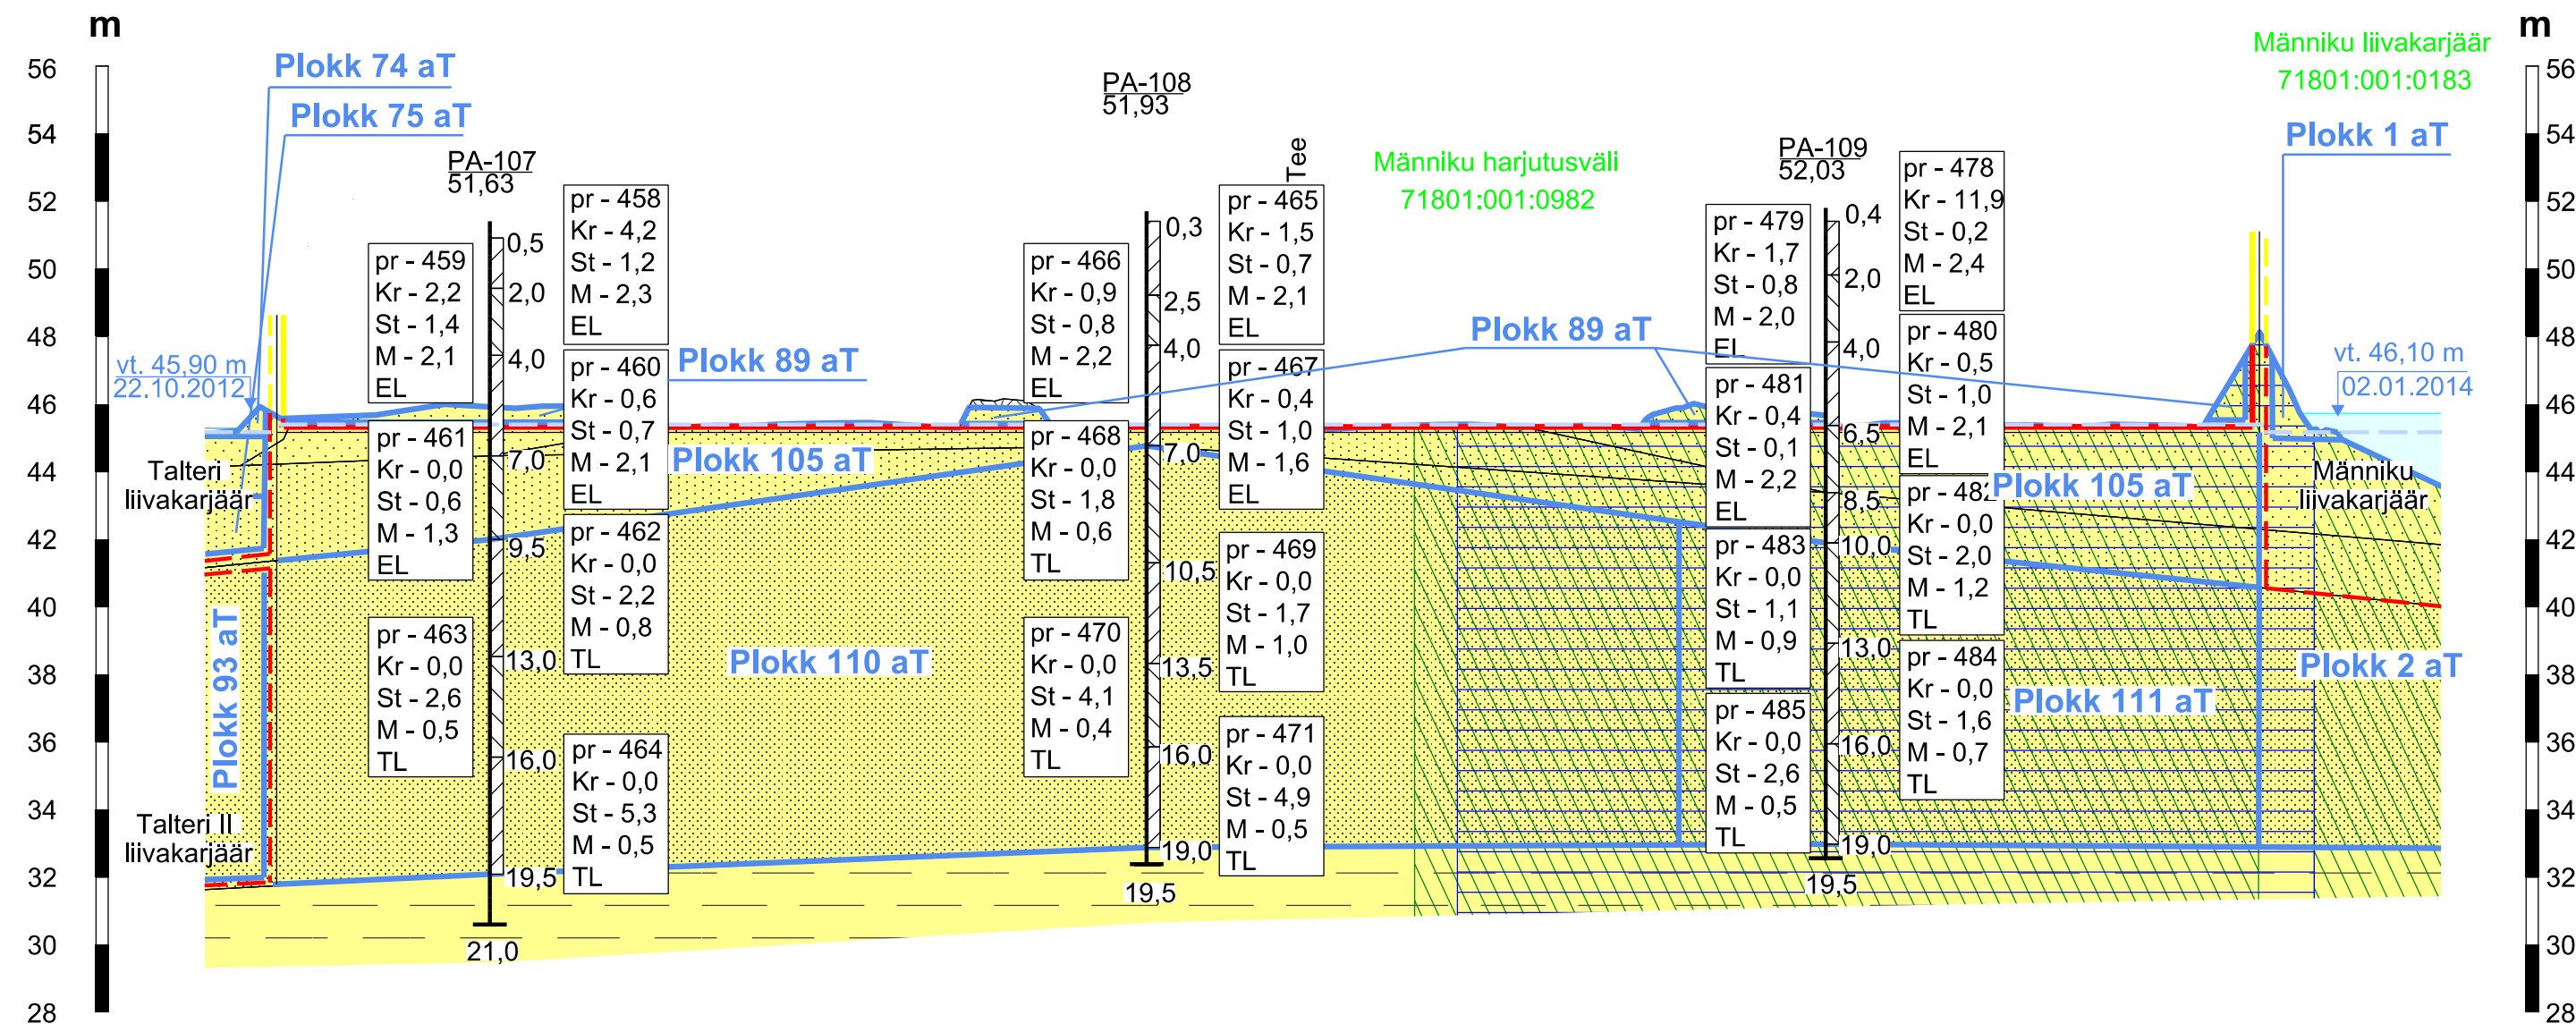 m
56
54
52
50
48
46
44
42
40
38
36
34
32
30
28
Plokk 74 aT
Plokk 75 aT
vt. 45,90 m
22.10.2012
Talteri
liivakarjäär
Plokk 93 aT
Talteri II
liivakarjäär
PA-107
51,63
0,5
2,0
4,0
7,0
9,5
13,0
16,0
19,5
21,0
pr - 459
Kr - 2,2
St - 1,4
M - 2,1
EL
pr - 461
Kr - 0,0
St - 0,6
M - 1,3
EL
pr - 463
Kr - 0,0
St - 2,6
M - 0,5
TL
pr - 458
Kr - 4,2
St - 1,2
M - 2,3
EL
pr - 460
Kr - 0,6
St - 0,7
M - 2,1
EL
pr - 462
Kr - 0,0
St - 2,2
M - 0,8
TL
pr - 464
Kr - 0,0
St - 5,3
M - 0,5
TL
Plokk 89 aT
Plokk 105 aT
Plokk 110 aT
PA-108
51,93
0,3
2,5
4,0
7,0
10,5
13,5
16,0
19,0
19,5
pr - 466
Kr - 0,9
St - 0,8
M - 2,2
EL
pr - 468
Kr - 0,0
St - 1,8
M - 0,6
TL
pr - 470
Kr - 0,0
St - 4,1
M - 0,4
TL
Tee
pr - 465
Kr - 1,5
St - 0,7
M - 2,1
EL
pr - 467
Kr - 0,4
St - 1,0
M - 1,6
EL
pr - 469
Kr - 0,0
St - 1,7
M - 1,0
TL
pr - 471
Kr - 0,0
St - 4,9
M - 0,5
TL
Männiku harjutusväli
71801:001:0982
Plokk 89 aT
PA-109
52,03
0,4
2,0
4,0
6,5
8,5
10,0
13,0
16,0
19,0
19,5
pr - 479
Kr - 1,7
St - 0,8
M - 2,0
EL
pr - 481
Kr - 0,4
St - 0,1
M - 2,2
EL
pr - 483
Kr - 0,0
St - 1,1
M - 0,9
TL
pr - 485
Kr - 0,0
St - 2,6
M - 0,5
TL
pr - 478
Kr - 11,9
St - 0,2
M - 2,4
EL
pr - 480
Kr - 0,5
St - 1,0
M - 2,1
EL
pr - 482
Kr - 0,0
St - 2,0
M - 1,2
TL
pr - 484
Kr - 0,0
St - 1,6
M - 0,7
TL
Plokk 105 aT
Plokk 111 aT
Männiku liivakarjäär
71801:001:0183
Plokk 1 aT
vt. 46,10 m
02.01.2014
Männiku
liivakarjäär
Plokk 2 aT
m
56
54
52
50
48
46
44
42
40
38
36
34
32
30
28